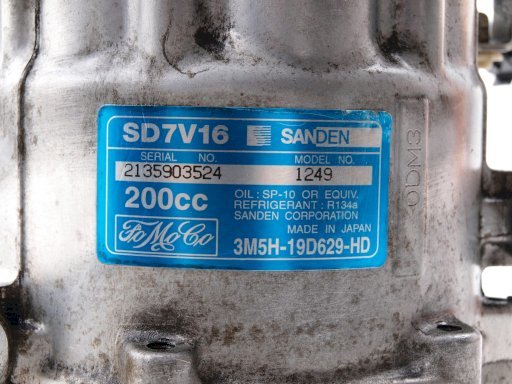 SD7V16 SANDEN
SERIAL NO. MODEL NO.
2135903524 1249
200cc
OIL : SP-10 OR EQUIV.
REFRIGERANT : R134a
SANDEN CORPORATION
MADE IN JAPAN
FoMoCo
3M5H-19D629-HD
ODM3